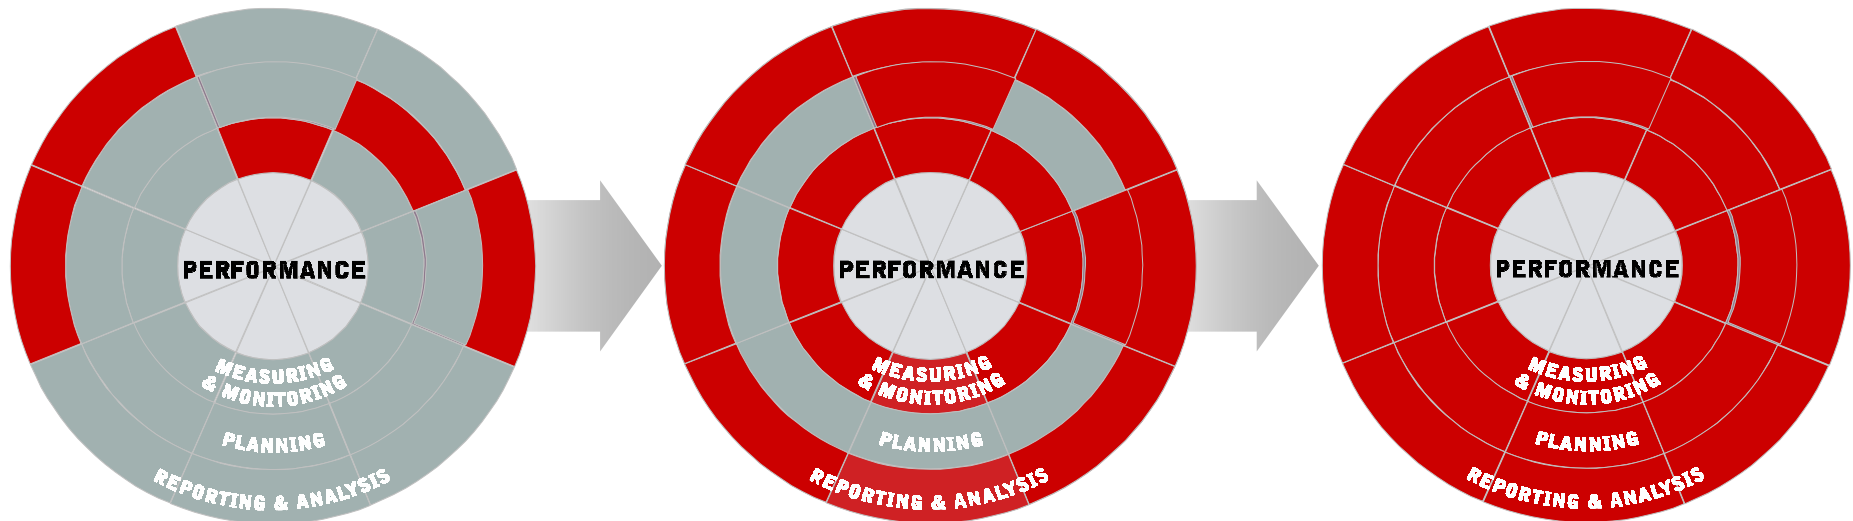 PERFORMANCE
MEASURING
& MONITORING
PLANNING
REPORTING & ANALYSIS
PERFORMANCE
MEASURING
& MONITORING
PLANNING
REPORTING & ANALYSIS
PERFORMANCE
MEASURING
& MONITORING
PLANNING
REPORTING & ANALYSIS